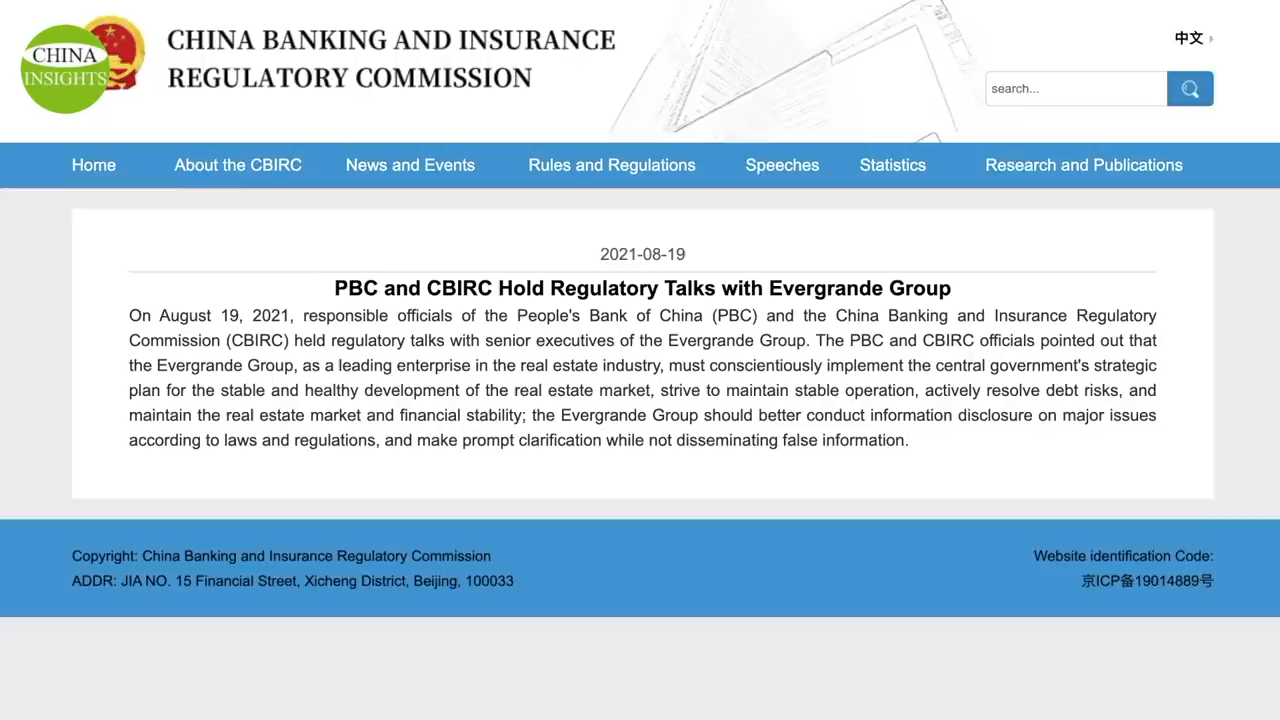 CHINA
INSIGHTS
CHINA BANKING AND INSURANCE
REGULATORY COMMISSION
中文
search...
Home About the CBIRC News and Events Rules and Regulations Speeches Statistics Research and Publications
2021-08-19
PBC and CBIRC Hold Regulatory Talks with Evergrande Group
On August 19, 2021, responsible officials of the People's Bank of China (PBC) and the China Banking and Insurance Regulatory
Commission (CBIRC) held regulatory talks with senior executives of the Evergrande Group. The PBC and CBIRC officials pointed out that
the Evergrande Group, as a leading enterprise in the real estate industry, must conscientiously implement the central government's strategic
plan for the stable and healthy development of the real estate market, strive to maintain stable operation, actively resolve debt risks, and
maintain the real estate market and financial stability; the Evergrande Group should better conduct information disclosure on major issues
according to laws and regulations, and make prompt clarification while not disseminating false information.
Copyright: China Banking and Insurance Regulatory Commission
ADDR: JIA NO. 15 Financial Street, Xicheng District, Beijing, 100033
Website identification Code:
京ICP备19014889号